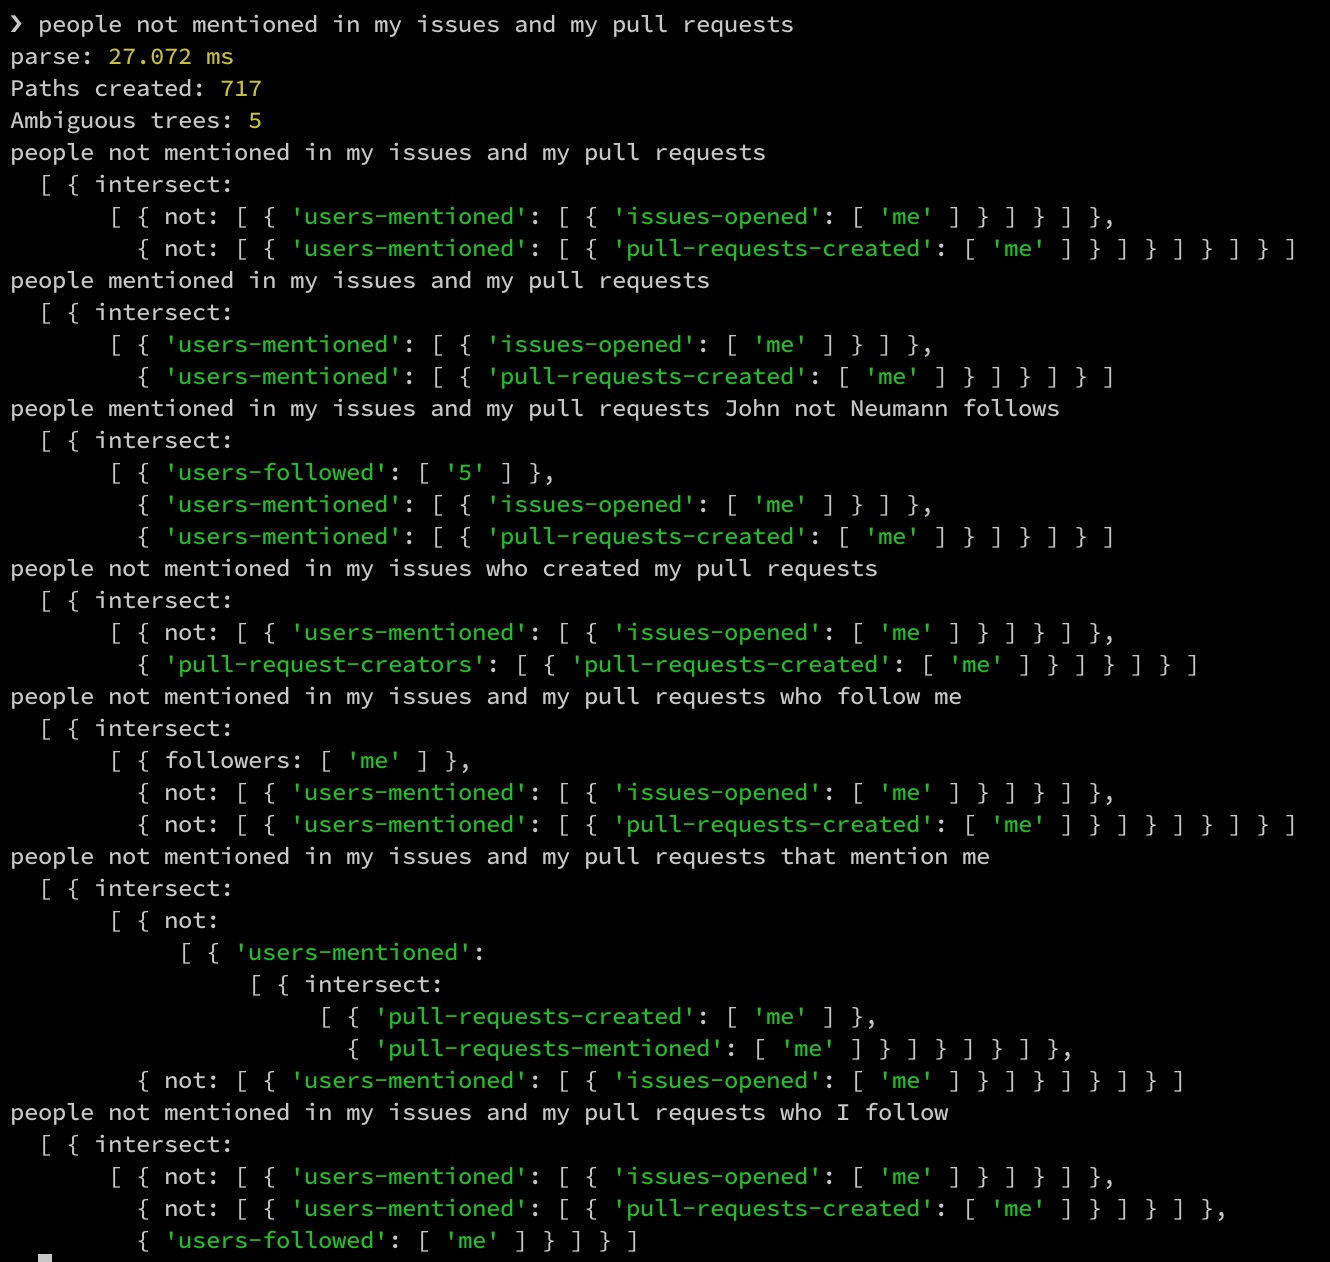 ❯ people not mentioned in my issues and my pull requests
parse: 27.072 ms
Paths created: 717
Ambiguous trees: 5
people not mentioned in my issues and my pull requests
  [ { intersect:
       [ { not: [ { 'users-mentioned': [ { 'issues-opened': [ 'me' ] } ] } ] },
         { not: [ { 'users-mentioned': [ { 'pull-requests-created': [ 'me' ] } ] } ] } ] } ]
people mentioned in my issues and my pull requests
  [ { intersect:
       [ { 'users-mentioned': [ { 'issues-opened': [ 'me' ] } ] },
         { 'users-mentioned': [ { 'pull-requests-created': [ 'me' ] } ] } ] } ]
people mentioned in my issues and my pull requests John not Neumann follows
  [ { intersect:
       [ { 'users-followed': [ '5' ] },
         { 'users-mentioned': [ { 'issues-opened': [ 'me' ] } ] },
         { 'users-mentioned': [ { 'pull-requests-created': [ 'me' ] } ] } ] } ]
people not mentioned in my issues who created my pull requests
  [ { intersect:
       [ { not: [ { 'users-mentioned': [ { 'issues-opened': [ 'me' ] } ] } ] },
         { 'pull-request-creators': [ { 'pull-requests-created': [ 'me' ] } ] } ] } ]
people not mentioned in my issues and my pull requests who follow me
  [ { intersect:
       [ { followers: [ 'me' ] },
         { not: [ { 'users-mentioned': [ { 'issues-opened': [ 'me' ] } ] } ] },
         { not: [ { 'users-mentioned': [ { 'pull-requests-created': [ 'me' ] } ] } ] } ] } ]
people not mentioned in my issues and my pull requests that mention me
  [ { intersect:
       [ { not:
            [ { 'users-mentioned':
                 [ { intersect:
                      [ { 'pull-requests-created': [ 'me' ] },
                        { 'pull-requests-mentioned': [ 'me' ] } ] } ] } ] },
         { not: [ { 'users-mentioned': [ { 'issues-opened': [ 'me' ] } ] } ] } ] } ]
people not mentioned in my issues and my pull requests who I follow
  [ { intersect:
       [ { not: [ { 'users-mentioned': [ { 'issues-opened': [ 'me' ] } ] } ] },
         { not: [ { 'users-mentioned': [ { 'pull-requests-created': [ 'me' ] } ] } ] },
         { 'users-followed': [ 'me' ] } ] } ]